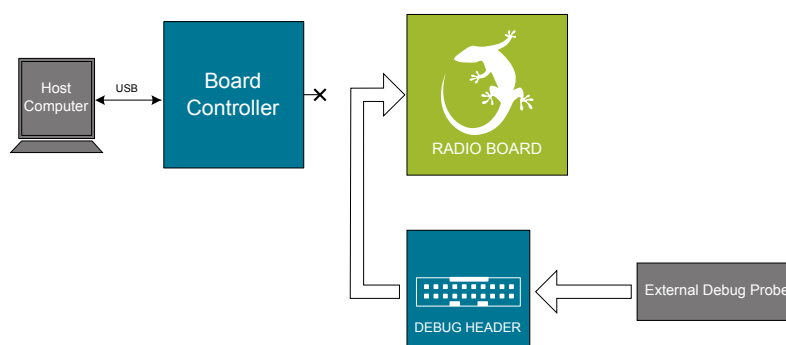 Host
Computer
USB
Board
Controller
RADIO BOARD
DEBUG HEADER
External Debug Probe